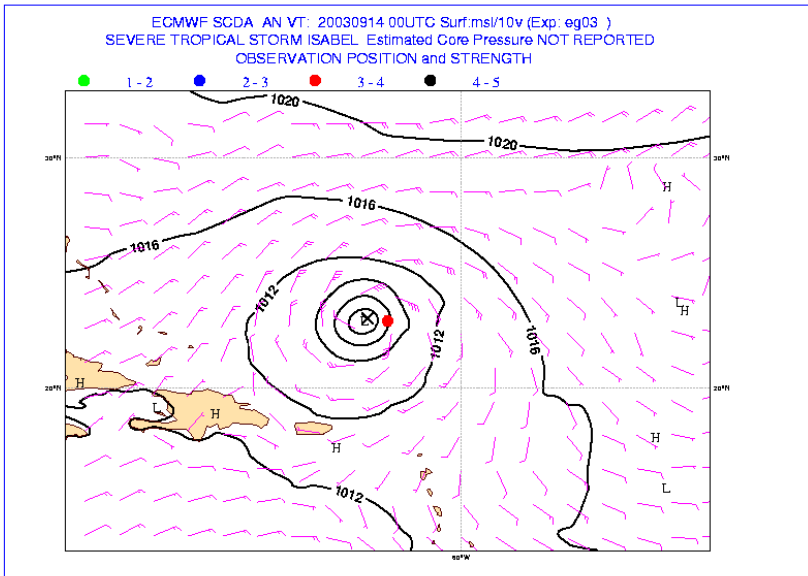 ECMWF SCDA AN VT: 20030914 00UTC Surf:msl/10v (Exp: eg03 )
SEVERE TROPICAL STORM ISABEL Estimated Core Pressure NOT REPORTED
OBSERVATION POSITION and STRENGTH
1 - 2 2 - 3 3 - 4 4 - 5
1020
1020
30°N 30°N
H
1016
1016
L
H
1012
1012
1016
20°N 20°N
H
L
H
H
H
1012
L
60°W